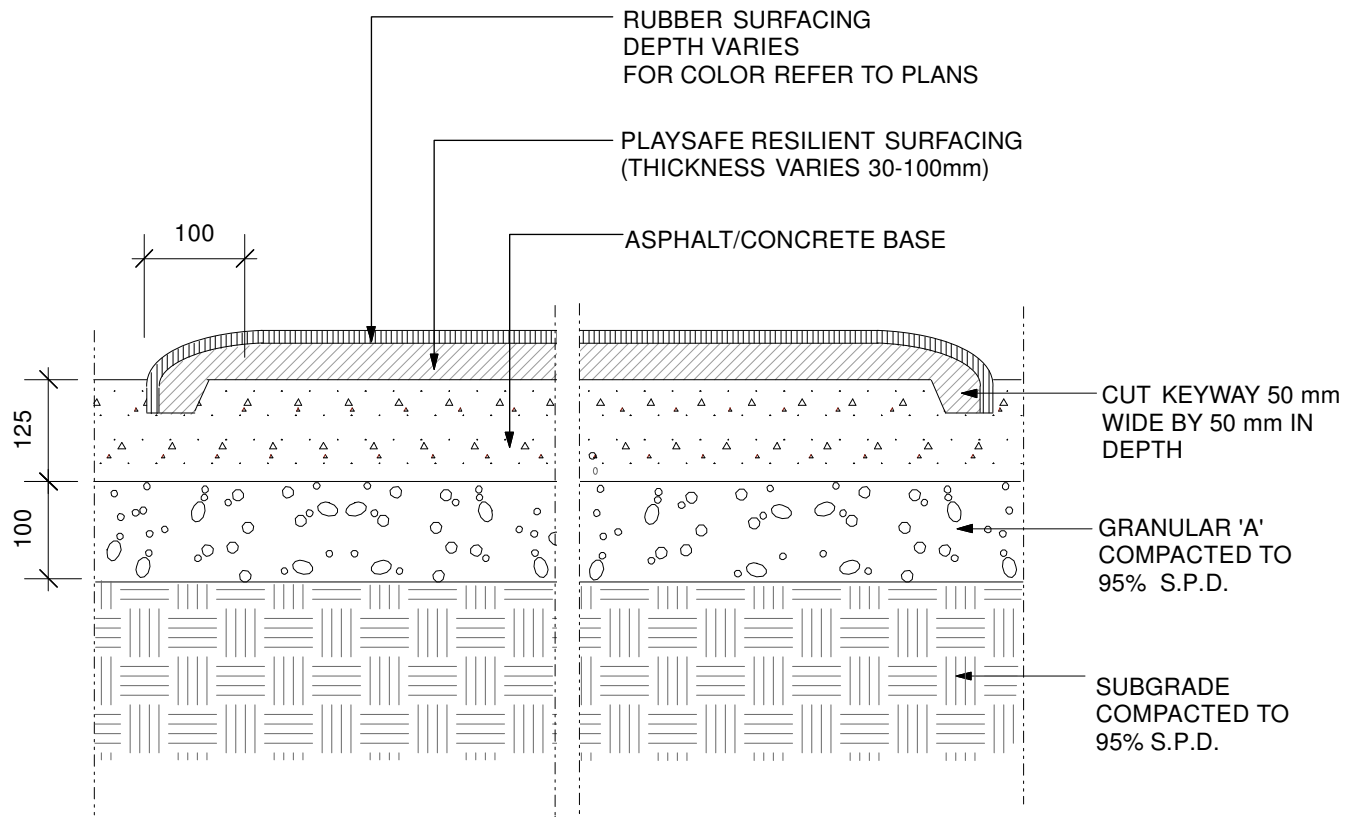 RUBBER SURFACING
DEPTH VARIES
FOR COLOR REFER TO PLANS
PLAYSAFE RESILIENT SURFACING
(THICKNESS VARIES 30-100mm)
100
ASPHALT/CONCRETE BASE
125
CUT KEYWAY 50 mm
WIDE BY 50 mm IN
DEPTH
100
GRANULAR 'A'
COMPACTED TO
95% S.P.D.
SUBGRADE
COMPACTED TO
95% S.P.D.